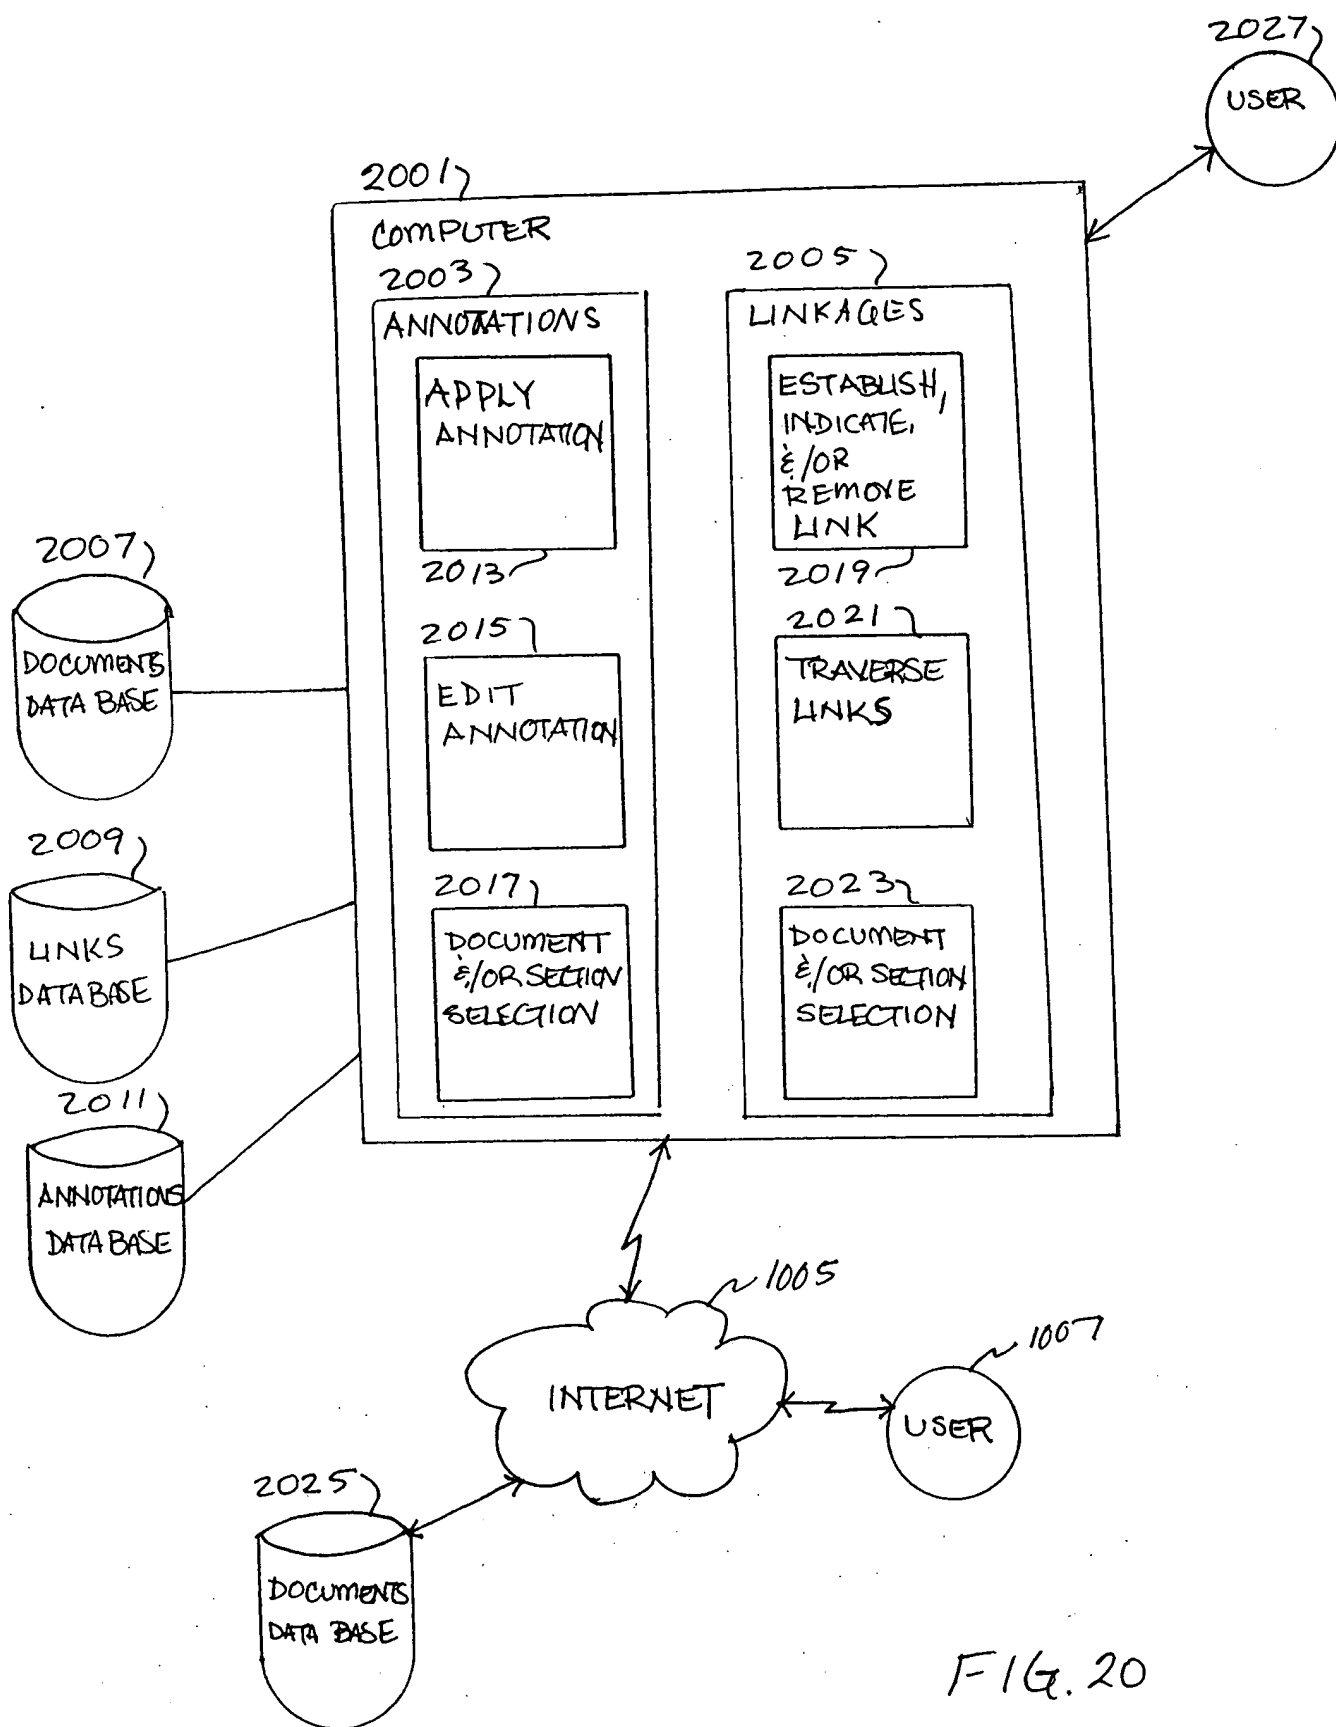 2027
USER
2001
COMPUTER
2003
ANNOTATIONS
APPLY
ANNOTATION
2013
2015
EDIT
ANNOTATION
2017
DOCUMENT
&/OR SECTION
SELECTION
2005
LINKAGES
ESTABLISH,
INDICATE,
&/OR
REMOVE
LINK
2019
2021
TRAVERSE
LINKS
2023
DOCUMENT
&/OR SECTION
SELECTION
2007
DOCUMENTS
DATA BASE
2009
LINKS
DATABASE
2011
ANNOTATIONS
DATA BASE
1005
INTERNET
1007
USER
2025
DOCUMENTS
DATA BASE
FIG. 20